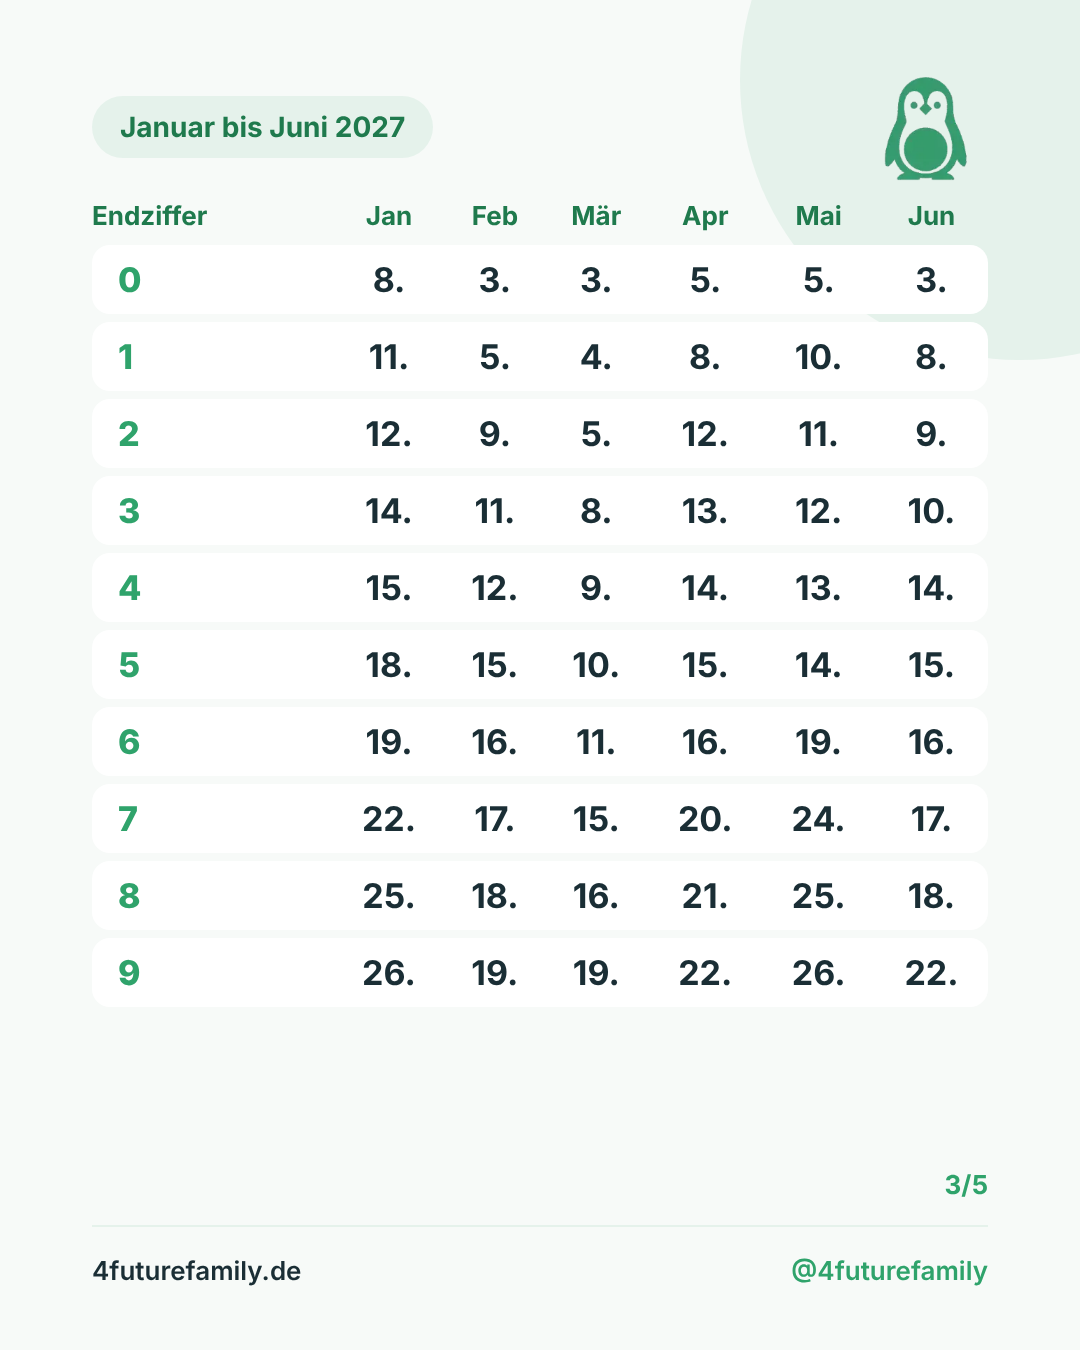 Januar bis Juni 2027
Endziffer Jan Feb Mär Apr Mai Jun
0 8. 3. 3. 5. 5. 3.
1 11. 5. 4. 8. 10. 8.
2 12. 9. 5. 12. 11. 9.
3 14. 11. 8. 13. 12. 10.
4 15. 12. 9. 14. 13. 14.
5 18. 15. 10. 15. 14. 15.
6 19. 16. 11. 16. 19. 16.
7 22. 17. 15. 20. 24. 17.
8 25. 18. 16. 21. 25. 18.
9 26. 19. 19. 22. 26. 22.
3/5
4futurefamily.de @4futurefamily